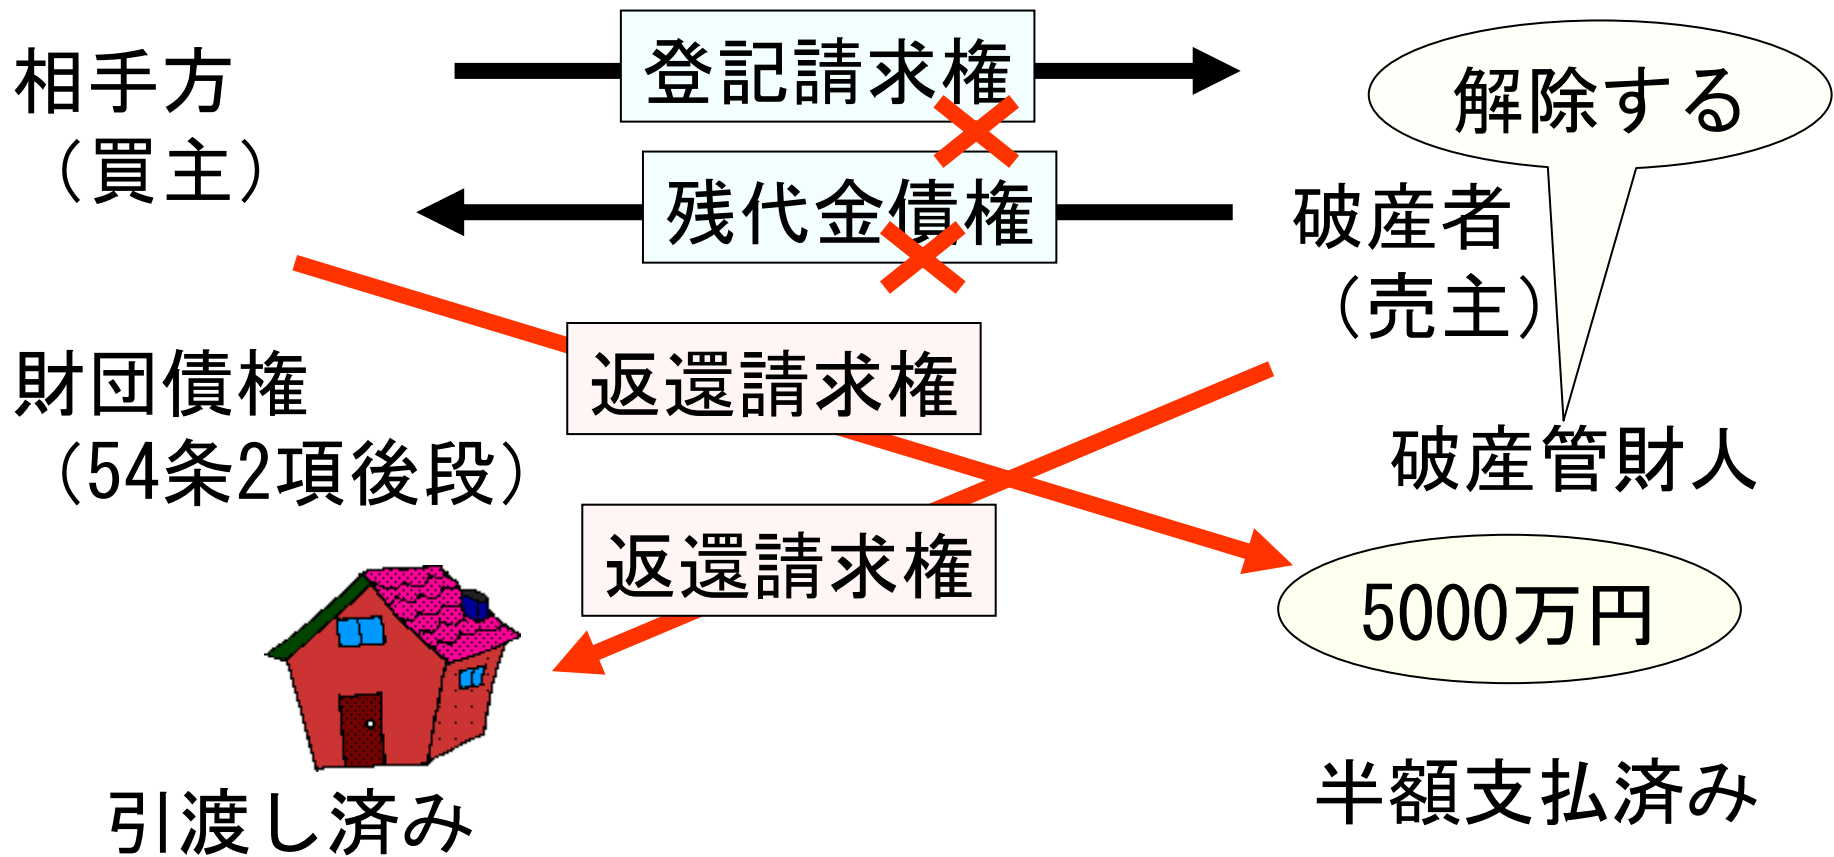 登記請求権
解除する
相手方
（買主）
残代金債権
破産者
（売主）
返還請求権
財団債権
（54条2項後段）
破産管財人
返還請求権
5000万円
半額支払済み
引渡し済み